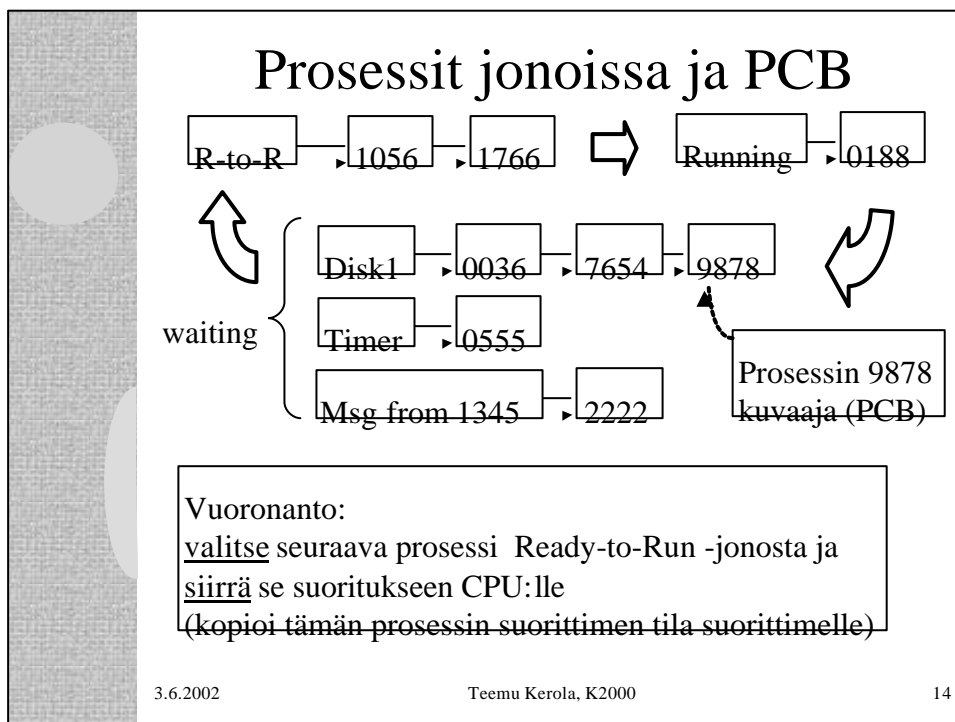 Prosessit jonoissa ja PCB
R-to-R 1056 1766 Running 0188
waiting
Disk1 0036 7654 9878
Timer 0555
Msg from 1345 2222
Prosessin 9878
kuvaaja (PCB)
Vuoronanto:
valitse seuraava prosessi Ready-to-Run -jonosta ja
siirrä se suoritukseen CPU:lle
(kopioi tämän prosessin suorittimen tila suorittimelle)
3.6.2002 Teemu Kerola, K2000 14